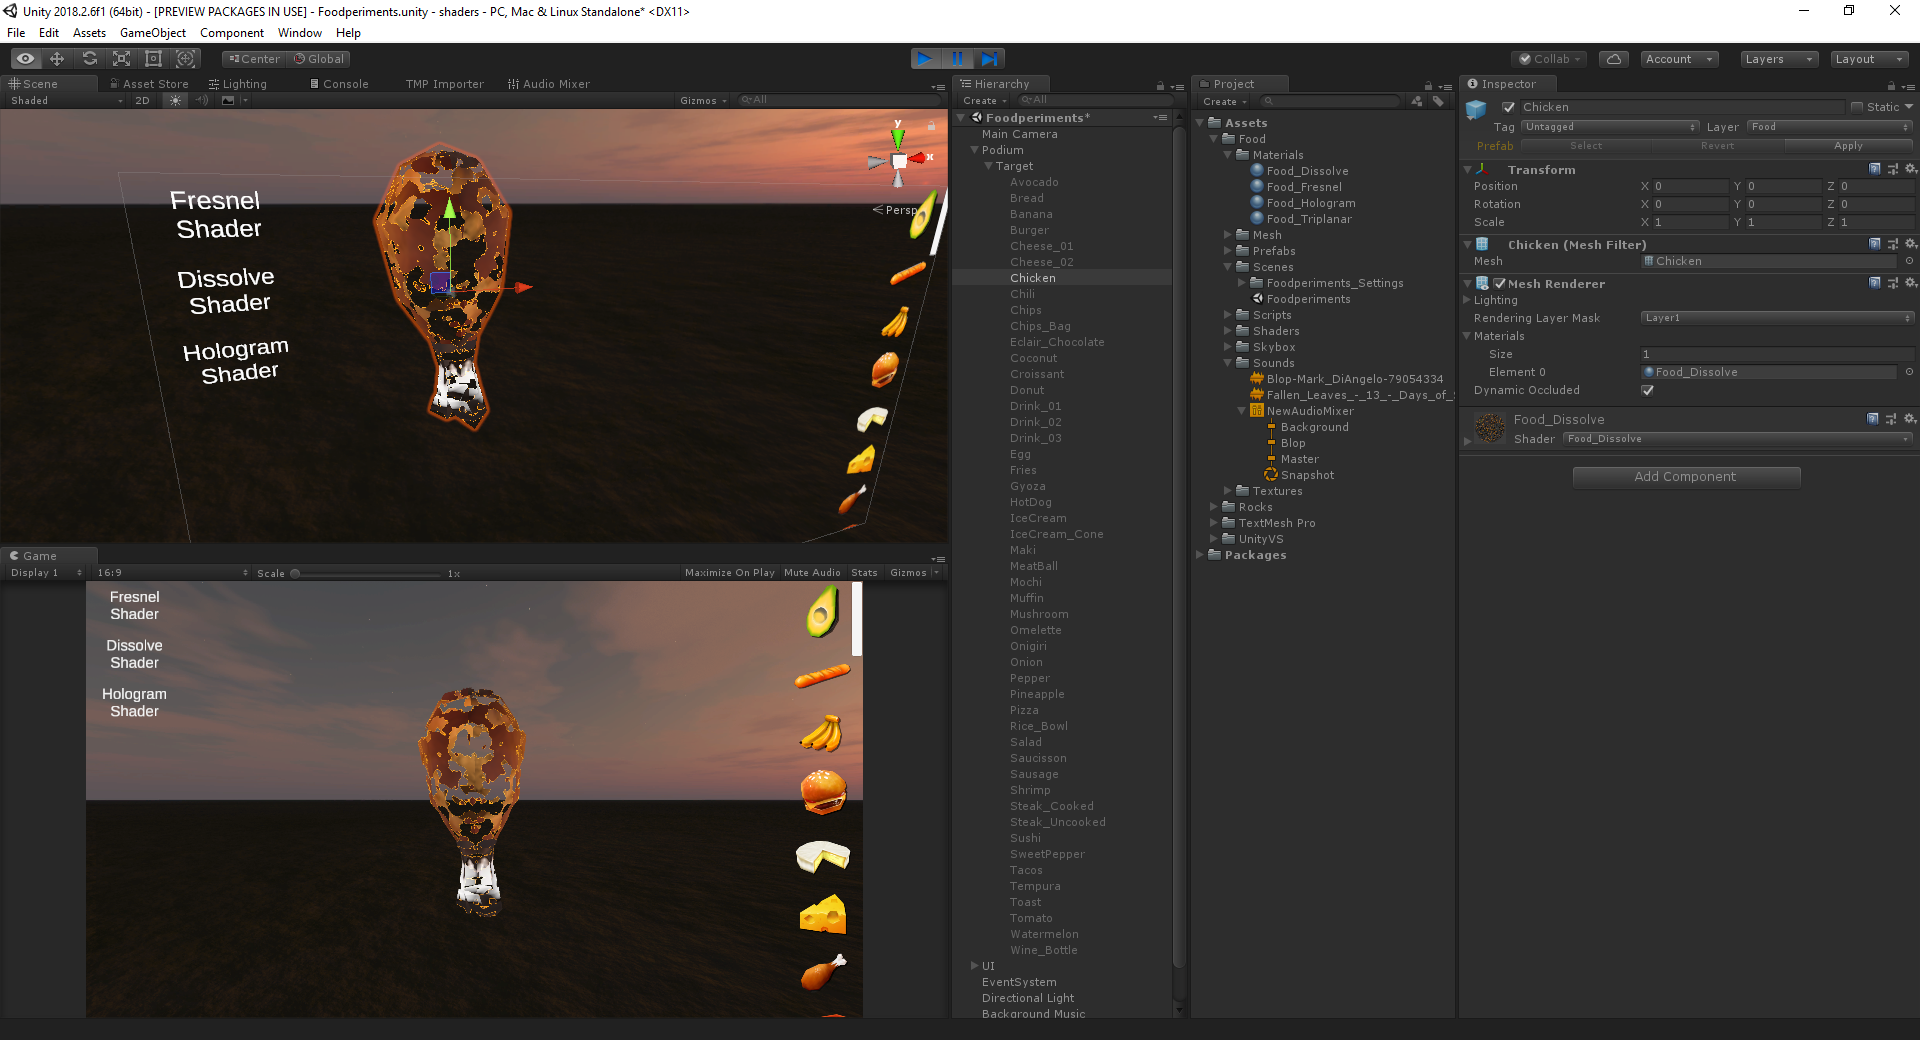 Unity 2018.2.6f1 (64bit) - [PREVIEW PACKAGES IN USE] - Foodperiments.unity - shaders - PC, Mac & Linux Standalone* <DX11>
File Edit Assets GameObject Component Window Help
Center Global Collab Account Layers Layout
Scene Asset Store Lighting Console TMP Importer Audio Mixer
Shaded 2D Gizmos All
y
x
Persp
Fresnel
Shader
Dissolve
Shader
Hologram
Shader
Game
Display 1 16:9 Scale 1x Maximize On Play Mute Audio Stats Gizmos
Fresnel
Shader
Dissolve
Shader
Hologram
Shader
Hierarchy
Create All
Foodperiments*
Main Camera
Podium
Target
Avocado
Bread
Banana
Burger
Cheese_01
Cheese_02
Chicken
Chili
Chips
Chips_Bag
Eclair_Chocolate
Coconut
Croissant
Donut
Drink_01
Drink_02
Drink_03
Egg
Fries
Gyoza
HotDog
IceCream
IceCream_Cone
Maki
MeatBall
Mochi
Muffin
Mushroom
Omelette
Onigiri
Onion
Pepper
Pineapple
Pizza
Rice_Bowl
Salad
Saucisson
Sausage
Shrimp
Steak_Cooked
Steak_Uncooked
Sushi
SweetPepper
Tacos
Tempura
Toast
Tomato
Watermelon
Wine_Bottle
UI
EventSystem
Directional Light
Background Music
Project
Create
Assets
Food
Materials
Food_Dissolve
Food_Fresnel
Food_Hologram
Food_Triplanar
Mesh
Prefabs
Scenes
Foodperiments_Settings
Foodperiments
Scripts
Shaders
Skybox
Sounds
Blop-Mark_DiAngelo-79054334
Fallen_Leaves_-_13_-_Days_of_
NewAudioMixer
Background
Blop
Master
Snapshot
Textures
Rocks
TextMesh Pro
UnityVS
Packages
Inspector
Chicken Static
Tag Untagged Layer Food
Prefab Select Revert Apply
Transform
Position X 0 Y 0 Z 0
Rotation X 0 Y 0 Z 0
Scale X 1 Y 1 Z 1
Chicken (Mesh Filter)
Mesh Chicken
Mesh Renderer
Lighting
Rendering Layer Mask Layer1
Materials
Size 1
Element 0 Food_Dissolve
Dynamic Occluded
Food_Dissolve
Shader Food_Dissolve
Add Component